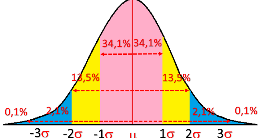 34,1% 34,1%
13,5% 13,5%
0,1% 2,1% 2,1% 0,1%
-3σ -2σ -1σ μ 1σ 2σ 3σ